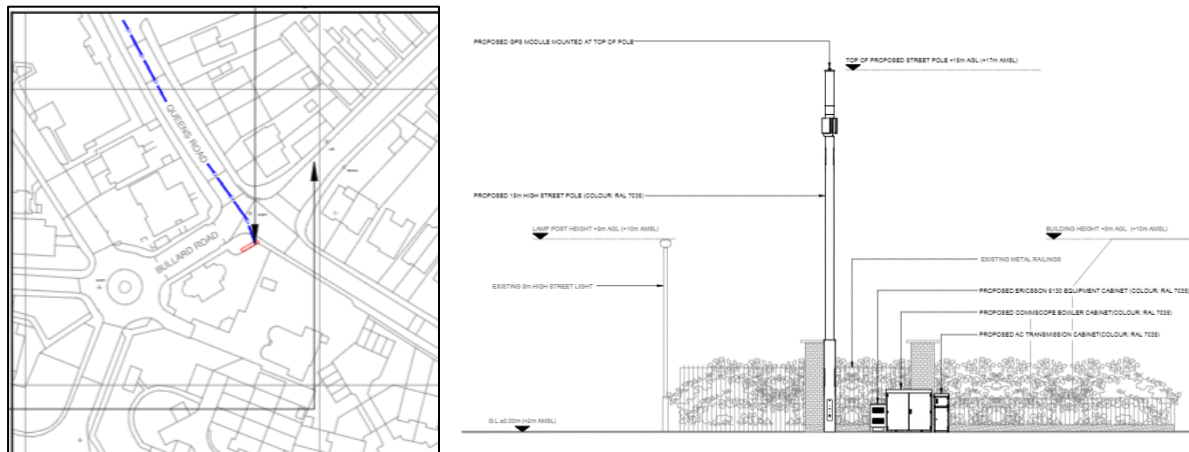 QUEENS ROAD
BULLARD ROAD
PROPOSED GPS MODULE MOUNTED AT TOP OF POLE
TOP OF PROPOSED STREET POLE +15m AGL (+17m AMSL)
PROPOSED 15m HIGH STREET POLE (COLOUR: RAL 7035)
LAMP POST HEIGHT +8m AGL (+10m AMSL)
BUILDING HEIGHT +8m AGL (+10m AMSL)
EXISTING METAL RAILINGS
EXISTING 8m HIGH STREET LIGHT
PROPOSED ERICSSON 6130 EQUIPMENT CABINET (COLOUR: RAL 7035)
PROPOSED COMMSCOPE BOWLER CABINET(COLOUR: RAL 7035)
PROPOSED AC TRANSMISSION CABINET(COLOUR: RAL 7035)
G.L ±0.00m (+2m AMSL)